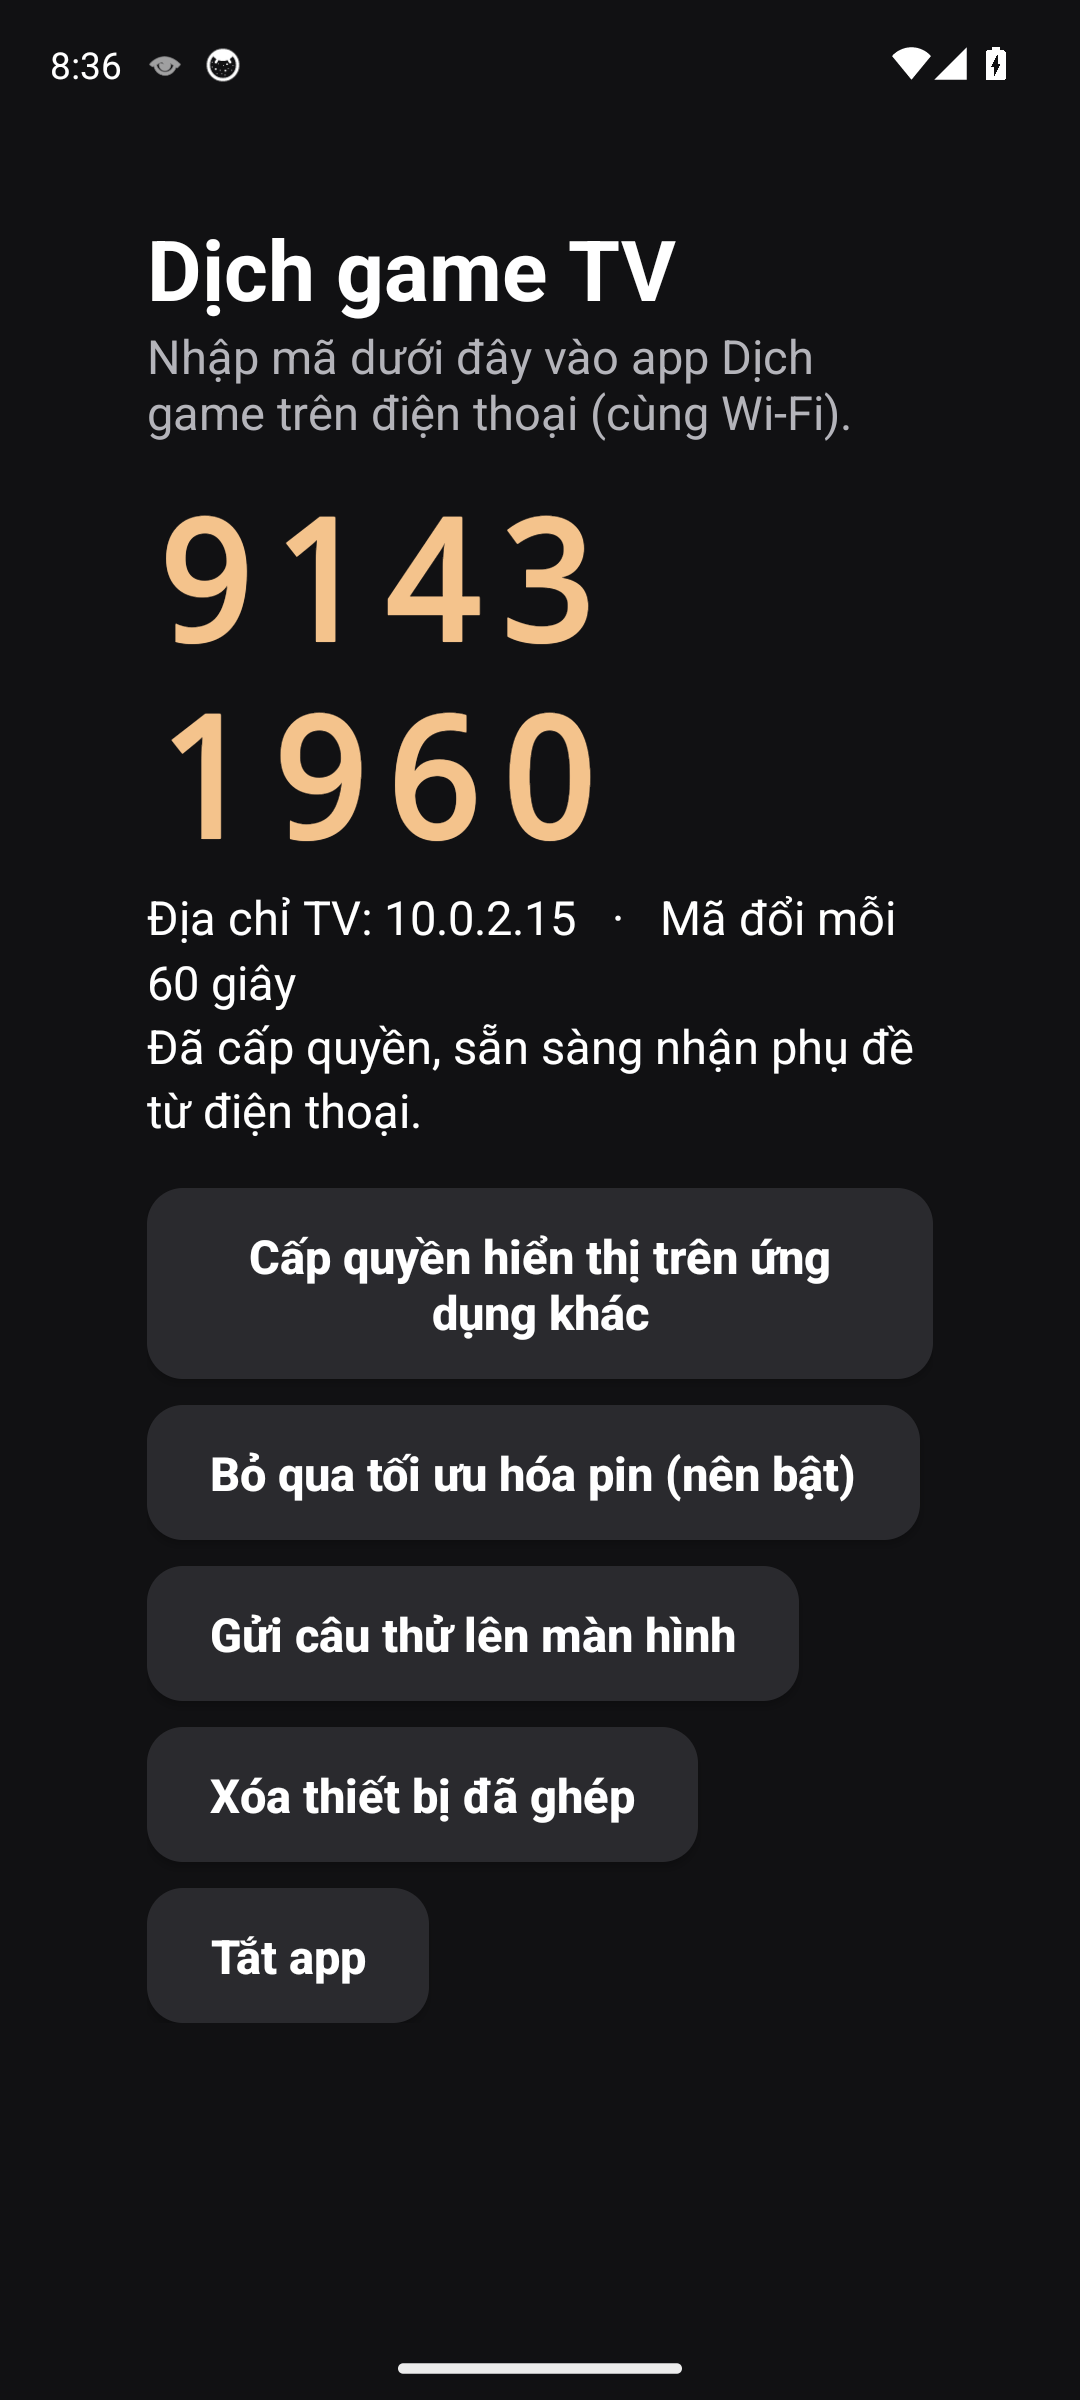 8:36
Dịch game TV
Nhập mã dưới đây vào app Dịch
game trên điện thoại (cùng Wi-Fi).
9143
1960
Địa chỉ TV: 10.0.2.15 · Mã đổi mỗi
60 giây
Đã cấp quyền, sẵn sàng nhận phụ đề
từ điện thoại.
Cấp quyền hiển thị trên ứng
dụng khác
Bỏ qua tối ưu hóa pin (nên bật)
Gửi câu thử lên màn hình
Xóa thiết bị đã ghép
Tắt app